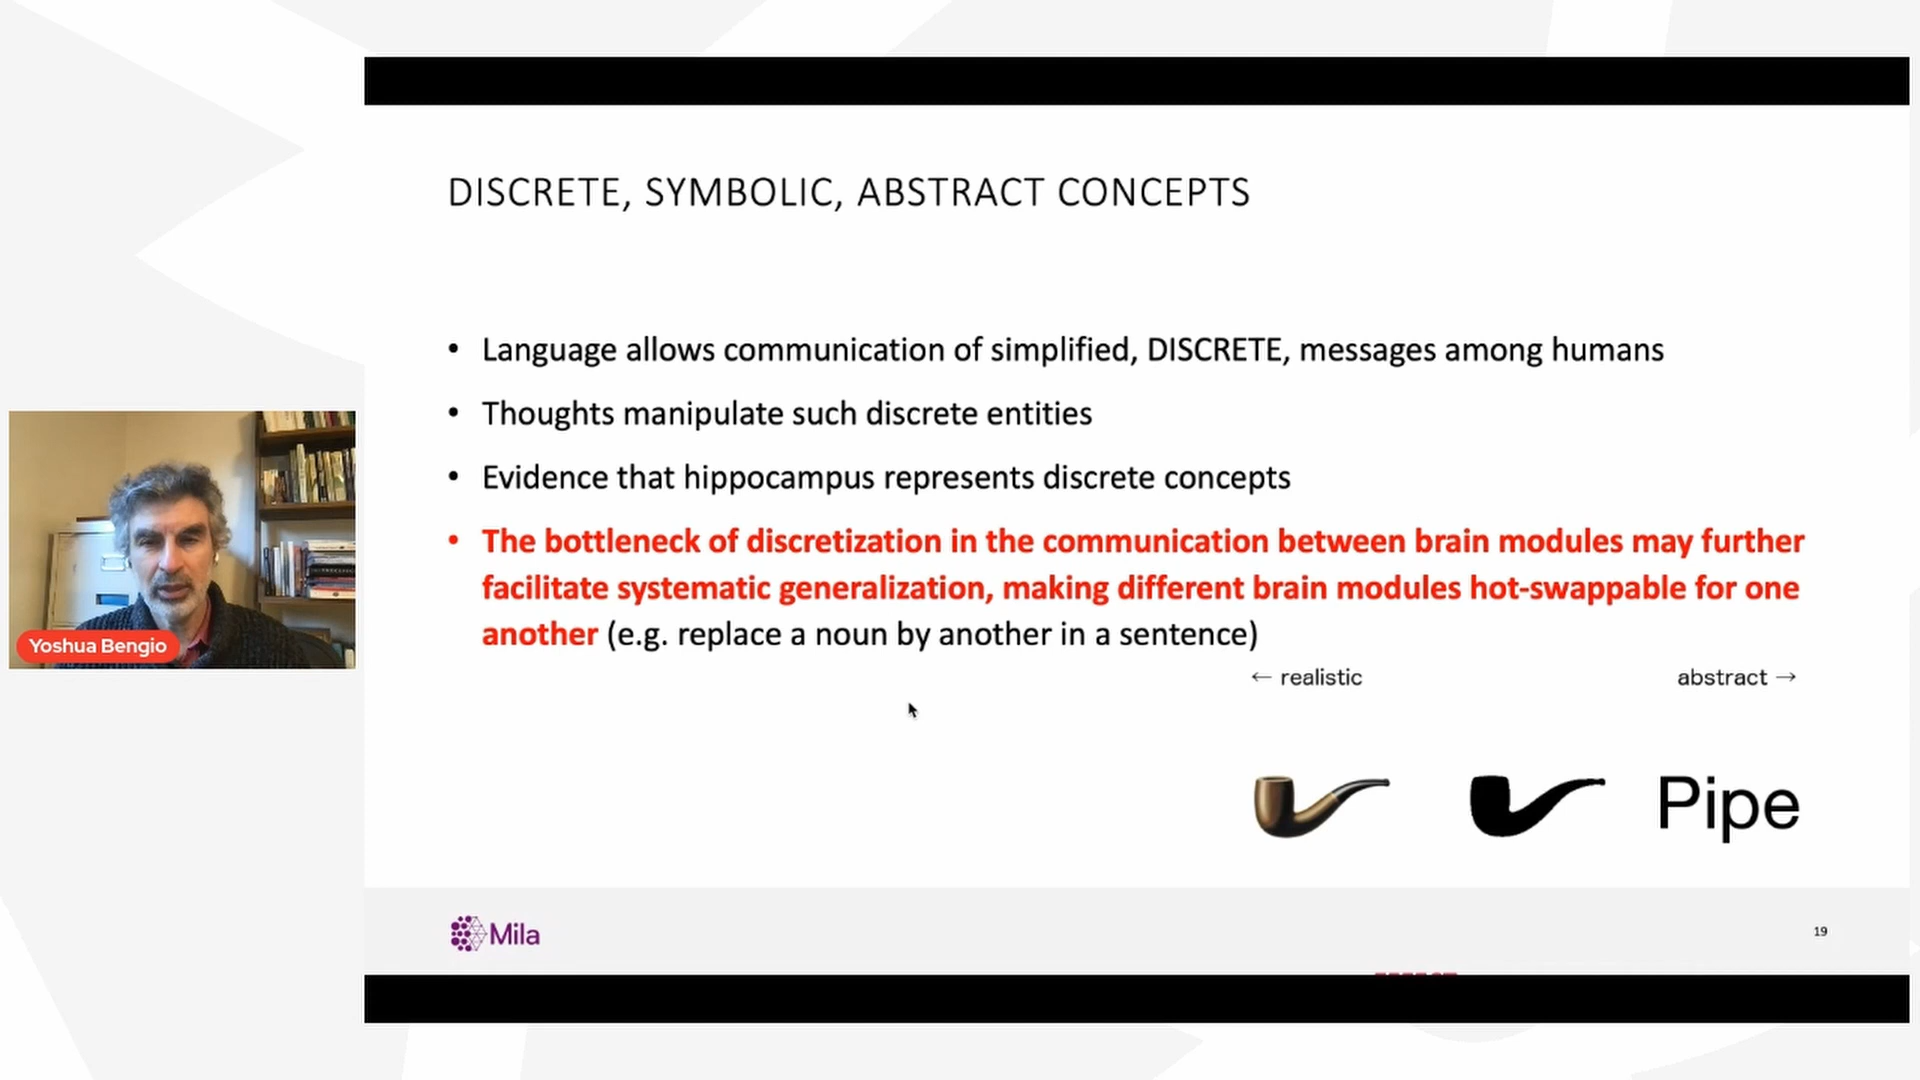 DISCRETE, SYMBOLIC, ABSTRACT CONCEPTS
• Language allows communication of simplified, DISCRETE, messages among humans
• Thoughts manipulate such discrete entities
• Evidence that hippocampus represents discrete concepts
• The bottleneck of discretization in the communication between brain modules may further
facilitate systematic generalization, making different brain modules hot-swappable for one
another (e.g. replace a noun by another in a sentence)
← realistic
abstract →
Pipe
Yoshua Bengio
Mila
19